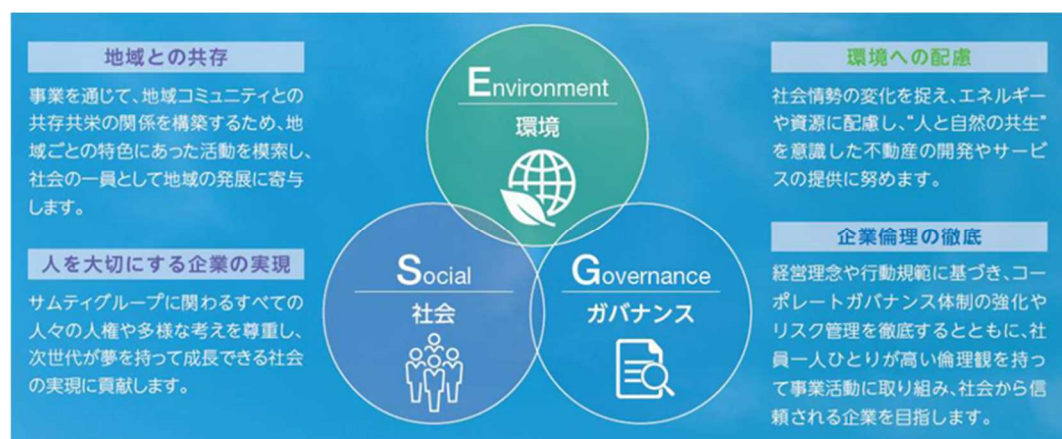 地域との共存
事業を通じて、地域コミュニティとの
共存共栄の関係を構築するため、地
域ごとの特色にあった活動を模索し、
社会の一員として地域の発展に寄与
します。
人を大切にする企業の実現
サムティグループに関わるすべての
人々の人権や多様な考えを尊重し、
次世代が夢を持って成長できる社会
の実現に貢献します。
Environment
環境
Social
社会
Governance
ガバナンス
環境への配慮
社会情勢の変化を捉え、エネルギー
や資源に配慮し、“人と自然の共生”
を意識した不動産の開発やサービ
スの提供に努めます。
企業倫理の徹底
経営理念や行動規範に基づき、コー
ポレートガバナンス体制の強化や
リスク管理を徹底するとともに、社
員一人ひとりが高い倫理観を持っ
て事業活動に取り組み、社会から信
頼される企業を目指します。